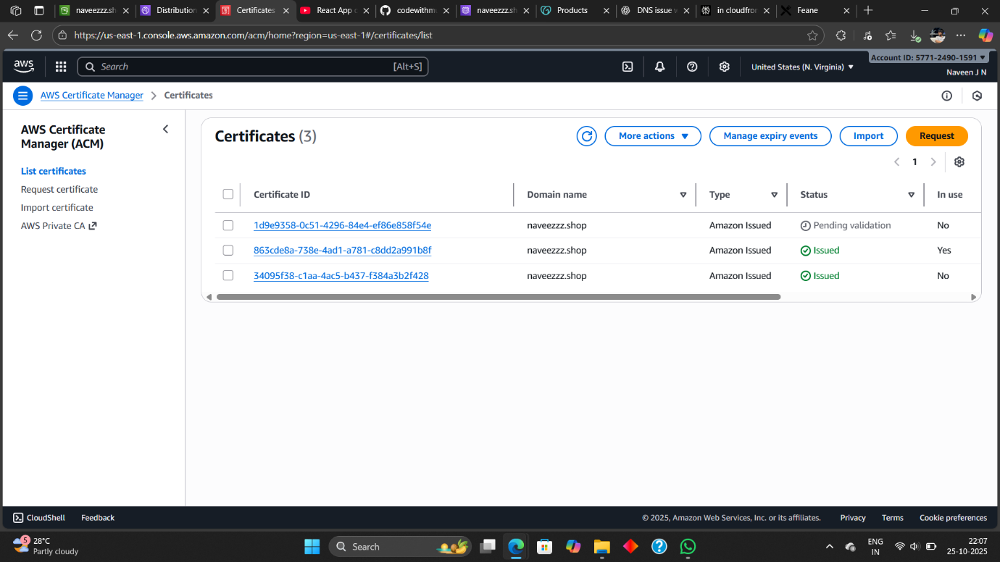 naveezzz.sh
Distribution
Certificates
React App c
codewithmu
naveezzz.sh
Products
DNS issue w
in cloudfron
Feane
https://us-east-1.console.aws.amazon.com/acm/home?region=us-east-1#/certificates/list
aws
Search
[Alt+S]
United States (N. Virginia)
Account ID: 5771-2490-1591
Naveen J N
AWS Certificate Manager
Certificates
AWS Certificate
Manager (ACM)
List certificates
Request certificate
Import certificate
AWS Private CA
Certificates (3)
More actions
Manage expiry events
Import
Request
1
Certificate ID
Domain name
Type
Status
In use
1d9e9358-0c51-4296-84e4-ef86e858f54e
naveezzz.shop
Amazon Issued
Pending validation
No
863cde8a-738e-4ad1-a781-c8dd2a991b8f
naveezzz.shop
Amazon Issued
Issued
Yes
34095f38-c1aa-4ac5-b437-f384a3b2f428
naveezzz.shop
Amazon Issued
Issued
No
CloudShell
Feedback
© 2025, Amazon Web Services, Inc. or its affiliates.
Privacy
Terms
Cookie preferences
5
28°C
Partly cloudy
Search
ENG
IN
22:07
25-10-2025